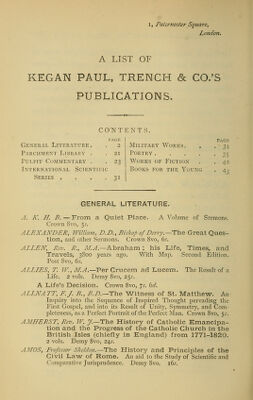 1, Paternoster Square,
London.
A LIST OF
KEGAN PAUL, TRENCH & CO.'S
PUBLICATIONS.
CONTENTS.
PAGE PAGE
GENERAL LITERATURE. . 2 MILITARY WORKS. . .
PARCHMENT LIBRARY . . 21 POETRY. . . .
PULPIT COMMENTARY . . 23 WORKS OF FICTION . .
INTERNATIONAL SCIENTIFIC BOOKS FOR THE YOUNG .
SERIES . . . . 31
GENERAL LITERATURE.
A. K. H. B.—From a Quiet Place. A Volume of Sermons.
Crown 8vo, 5s.
ALEXANDER, William, D.D., Bishop of Derry.—The Great Ques-
tion, and other Sermons. Crown 8vo, 6s.
ALLEN, Rev. R., M.A.—Abraham; his Life, Times, and
Travels, 3800 years ago. With Map. Second Edition.
Post 8vo, 6s.
ALLIES, T. W., M.A.—Per Crucem ad Lucem. The Result of a
Life. 2 vols. Demy 8vo, 25s.
A Life's Decision. Crown 8vo, 7s. 6d.
ALLNATT, F. J. B., B.D.—The Witness of St. Matthew. An
Inquiry into the Sequence of Inspired Thought pervading the
First Gospel, and into its Result of Unity, Symmetry, and Com-
pleteness, as a Perfect Portrait of the Perfect Man. Crown 8vo, 5s.
AMHERST, Rev. W. J.—The History of Catholic Emancipa-
tion and the Progress of the Catholic Church in the
British Isles (chiefly in England) from 1771-1820.
2 vols. Demy 8vo, 24s.
AMOS, Professor Sheldon.—The History and Principles of the
Civil Law of Rome. An aid to the Study of Scientific and
Comparative Jurisprudence. Demy 8vo, 16s.